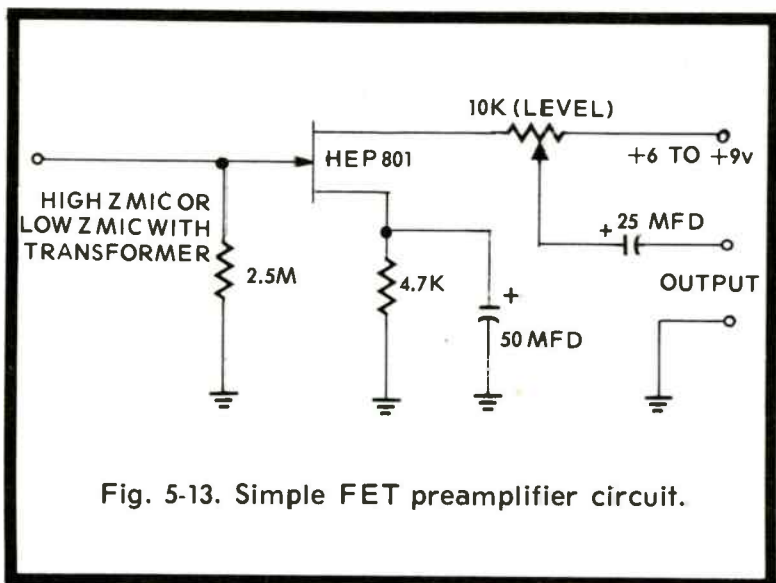 10K (LEVEL)
HEP 801
+6 TO +9v
HIGH Z MIC OR
LOW Z MIC WITH
TRANSFORMER
+ 25 MFD
2.5M
4.7K
+
50 MFD
OUTPUT
Fig. 5-13. Simple FET preamplifier circuit.